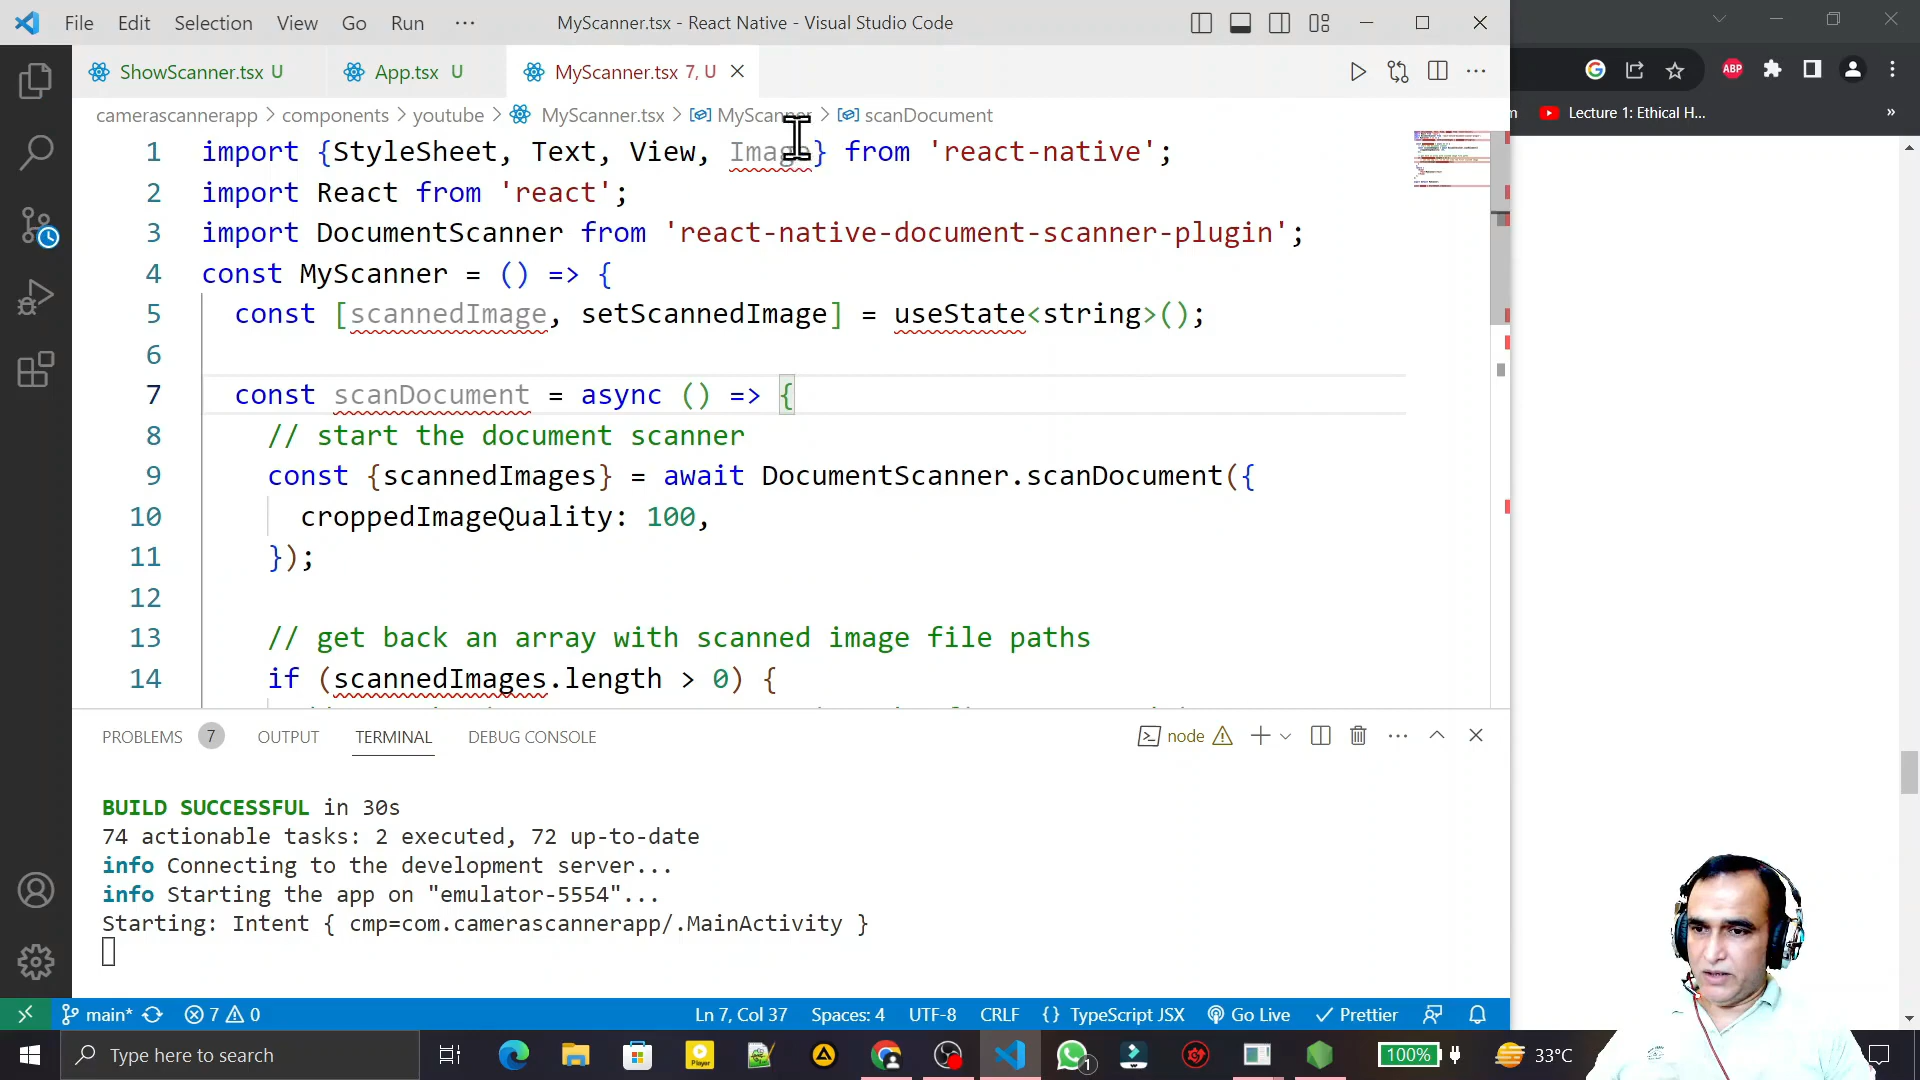 File Edit Selection View Go Run ··· MyScanner.tsx - React Native - Visual Studio Code
ShowScanner.tsx U App.tsx U MyScanner.tsx 7, U
ABP
camerascannerapp > components > youtube > MyScanner.tsx > MyScanner > scanDocument
Lecture 1: Ethical H...
»
1 import {StyleSheet, Text, View, Image} from 'react-native';
2 import React from 'react';
3 import DocumentScanner from 'react-native-document-scanner-plugin';
4 const MyScanner = () => {
5 const [scannedImage, setScannedImage] = useState<string>();
6
7 const scanDocument = async () => {
8 // start the document scanner
9 const {scannedImages} = await DocumentScanner.scanDocument({
10 croppedImageQuality: 100,
11 });
12
13 // get back an array with scanned image file paths
14 if (scannedImages.length > 0) {
PROBLEMS 7 OUTPUT TERMINAL DEBUG CONSOLE node
BUILD SUCCESSFUL in 30s
74 actionable tasks: 2 executed, 72 up-to-date
info Connecting to the development server...
info Starting the app on "emulator-5554"...
Starting: Intent { cmp=com.camerascannerapp/.MainActivity }
main* 7 0 Ln 7, Col 37 Spaces: 4 UTF-8 CRLF {} TypeScript JSX Go Live Prettier
Type here to search Player 1 100% 33°C